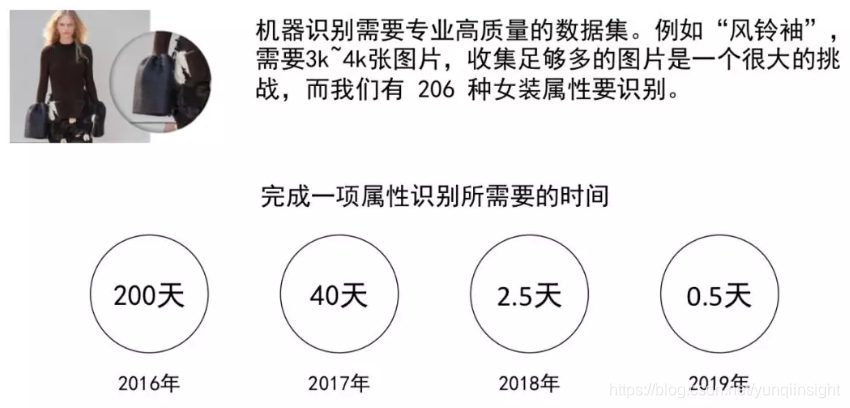 机器识别需要专业高质量的数据集。例如“风铃袖”，
需要3k~4k张图片，收集足够多的图片是一个很大的挑
战，而我们有 206 种女装属性要识别。
完成一项属性识别所需要的时间
200天
40天
2.5天
0.5天
2016年
2017年
2018年
2019年
https://blog.csdn.net/yunqiinsight